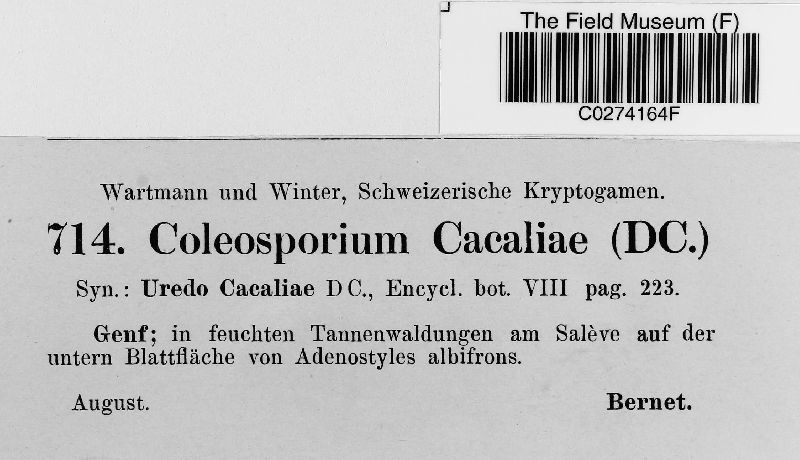 The Field Museum (F)
C0274164F
Wartmann und Winter, Schweizerische Kryptogamen.
714. Coleosporium Cacaliae (DC.)
Syn.: Uredo Cacaliae DC., Encycl. bot. VIII pag. 223.
Genf; in feuchten Tannenwaldungen am Salève auf der
untern Blattfläche von Adenostyles albifrons.
August. Bernet.